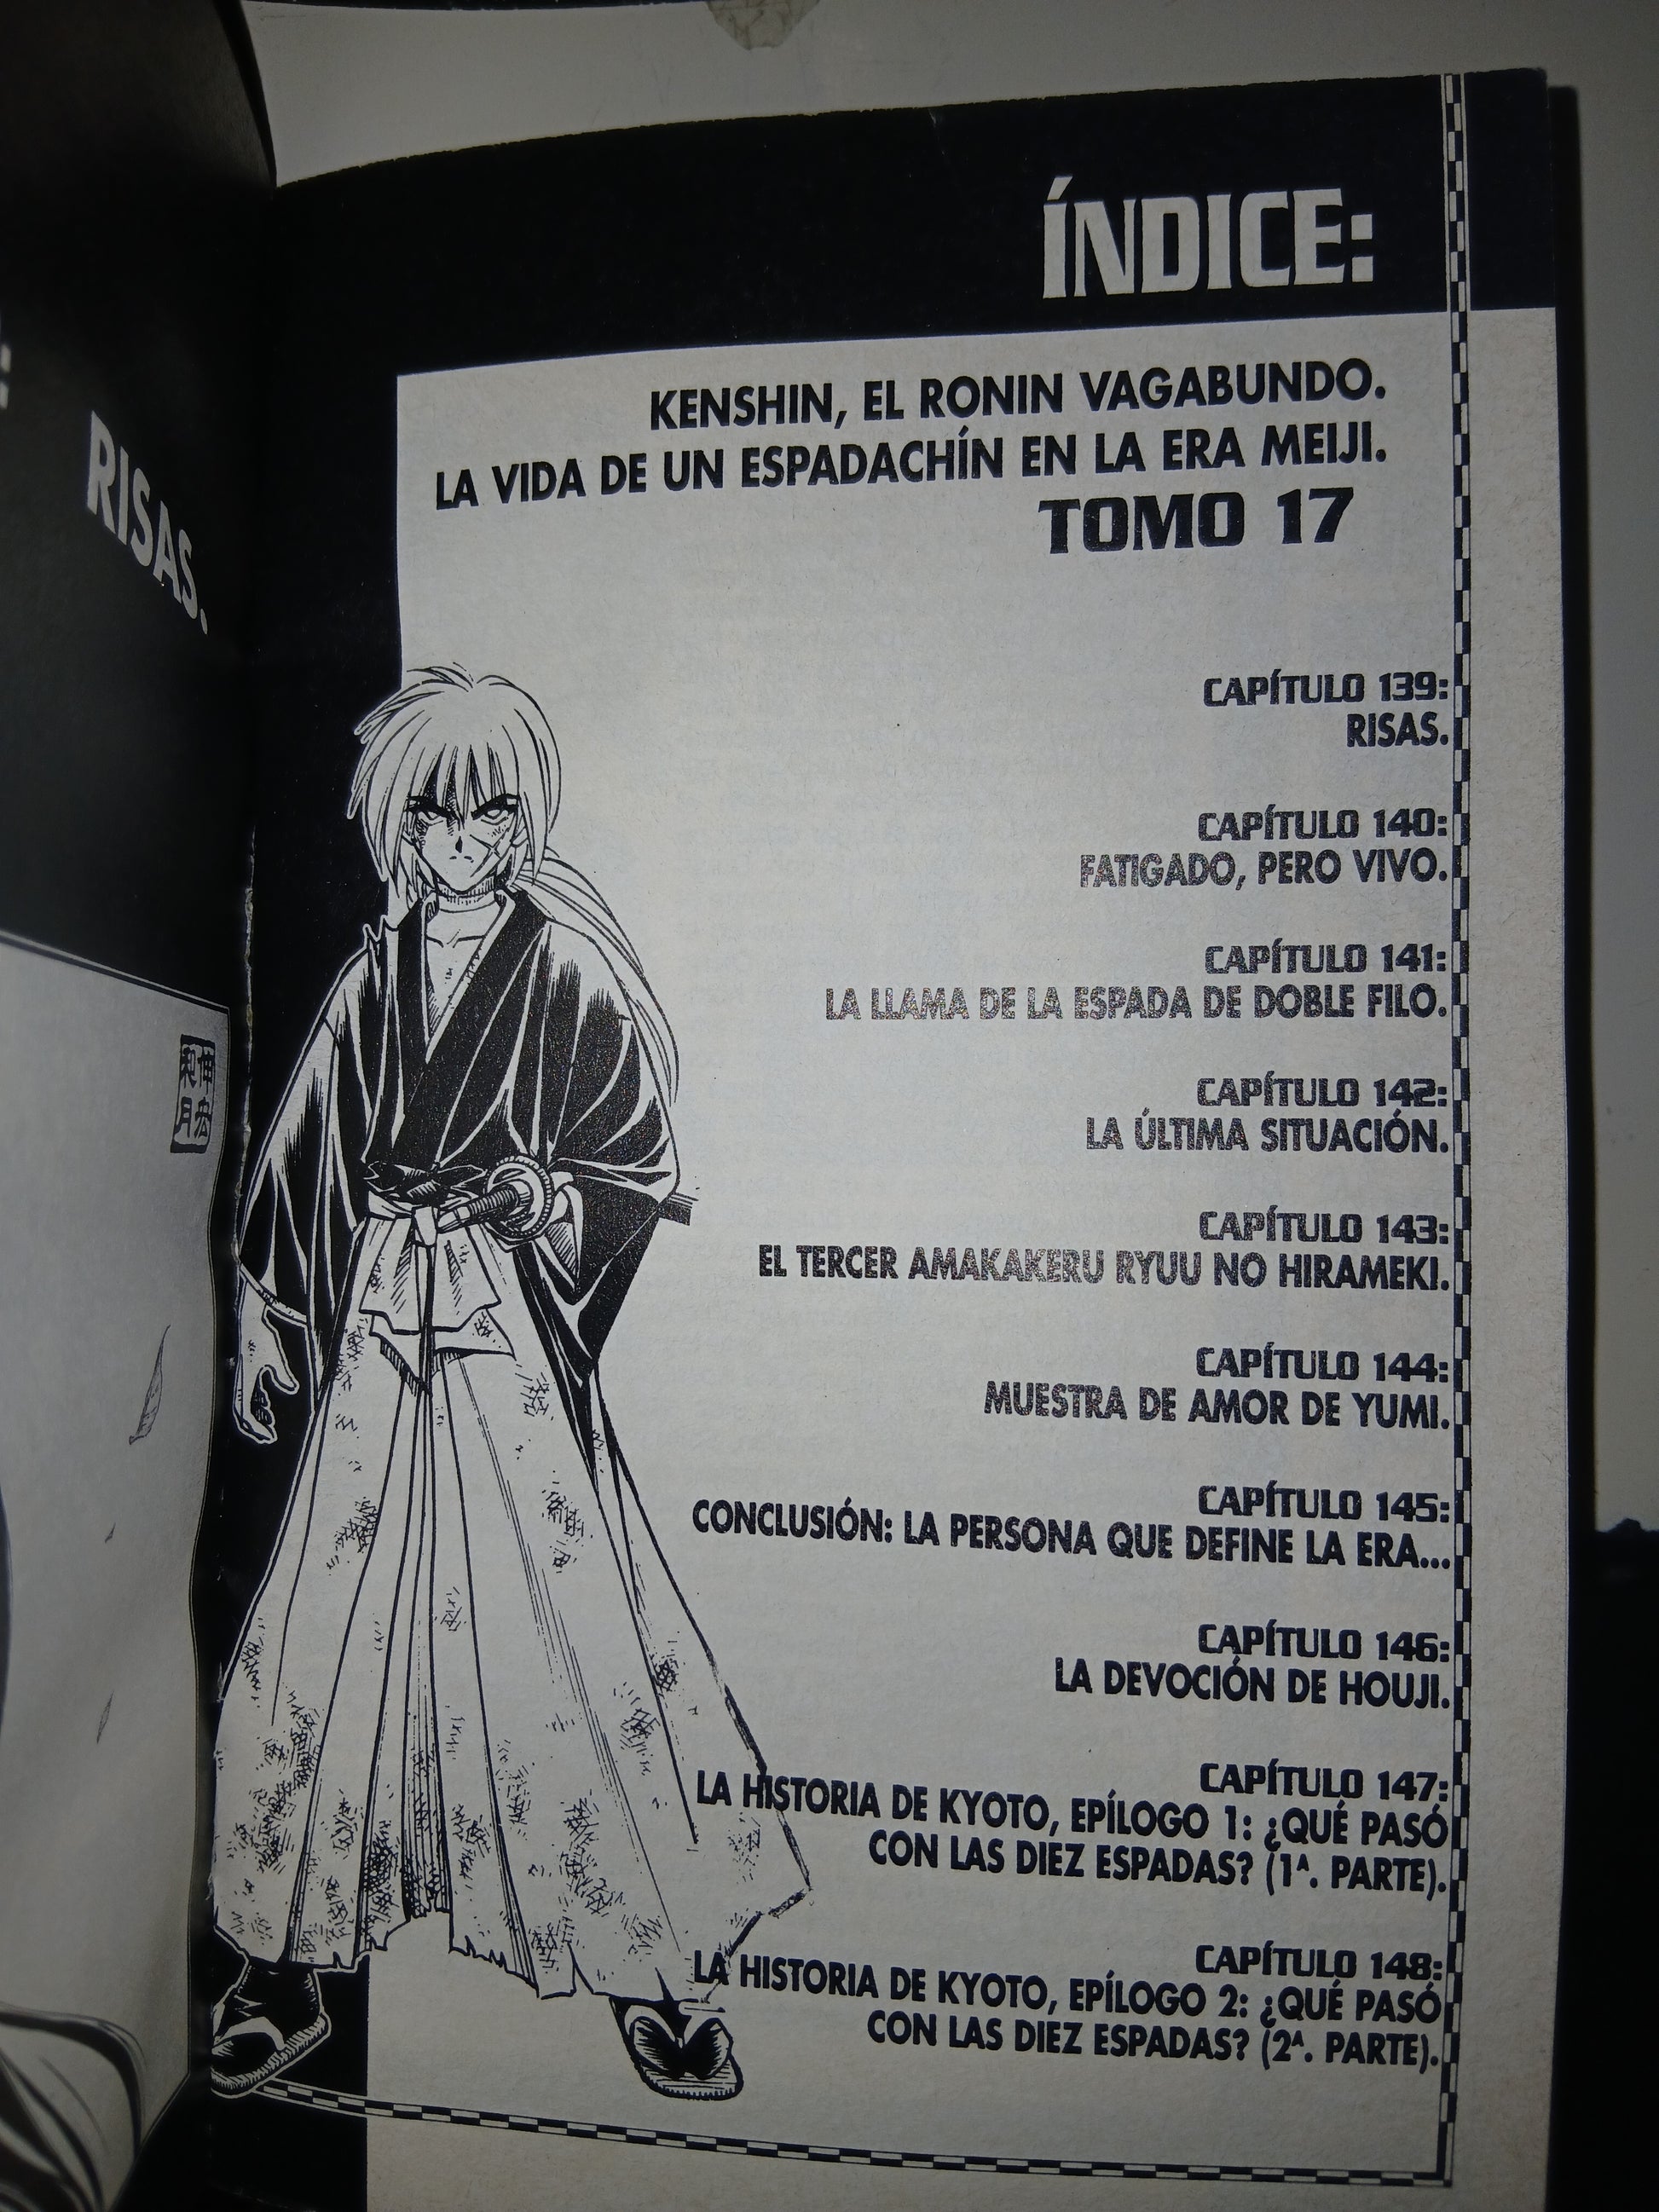 RISAS.
伸宏
和月
ÍNDICE:
KENSHIN, EL RONIN VAGABUNDO.
LA VIDA DE UN ESPADACHÍN EN LA ERA MEIJI.
TOMO 17
CAPÍTULO 139:
RISAS.
CAPÍTULO 140:
FATIGADO, PERO VIVO.
CAPÍTULO 141:
LA LLAMA DE LA ESPADA DE DOBLE FILO.
CAPÍTULO 142:
LA ÚLTIMA SITUACIÓN.
CAPÍTULO 143:
EL TERCER AMAKAKERU RYUU NO HIRAMEKI.
CAPÍTULO 144:
MUESTRA DE AMOR DE YUMI.
CAPÍTULO 145:
CONCLUSIÓN: LA PERSONA QUE DEFINE LA ERA...
CAPÍTULO 146:
LA DEVOCIÓN DE HOUJI.
CAPÍTULO 147:
LA HISTORIA DE KYOTO, EPÍLOGO 1: ¿QUÉ PASÓ
CON LAS DIEZ ESPADAS? (1ᴬ. PARTE).
CAPÍTULO 148:
LA HISTORIA DE KYOTO, EPÍLOGO 2: ¿QUÉ PASÓ
CON LAS DIEZ ESPADAS? (2ᴬ. PARTE).